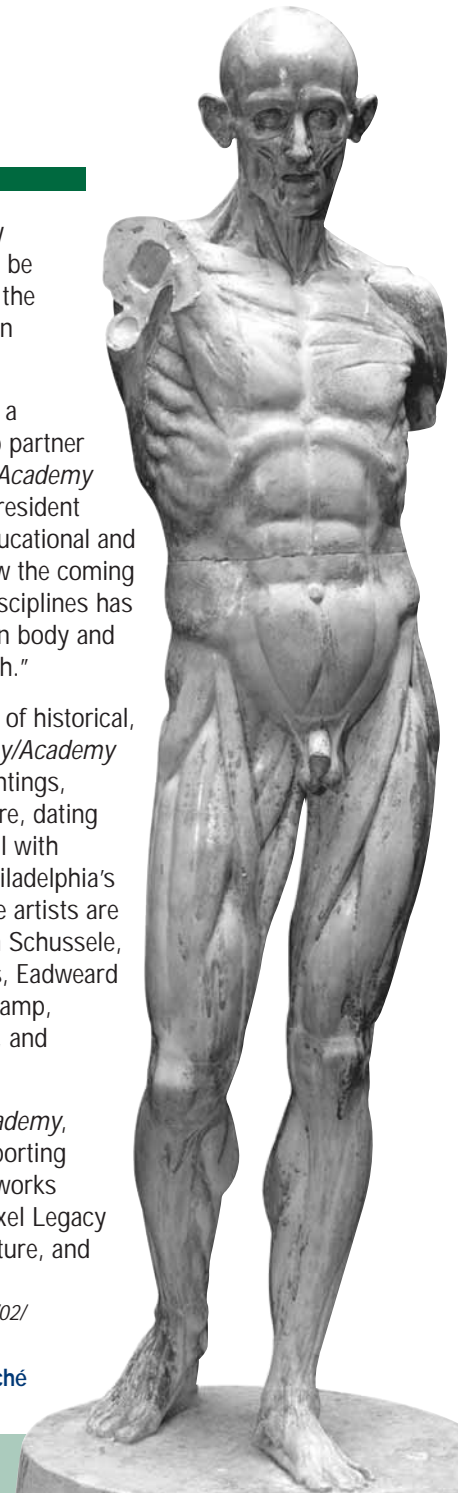 be
the
n
a
partner
Academy
resident
ucational and
w the coming
sciplines has
n body and
h.”
of historical,
y/Academy
ntings,
re, dating
l with
iladelphia’s
e artists are
Schussele,
s, Eadweard
amp,
and
ademy,
porting
works
xel Legacy
ture, and
02/
ché